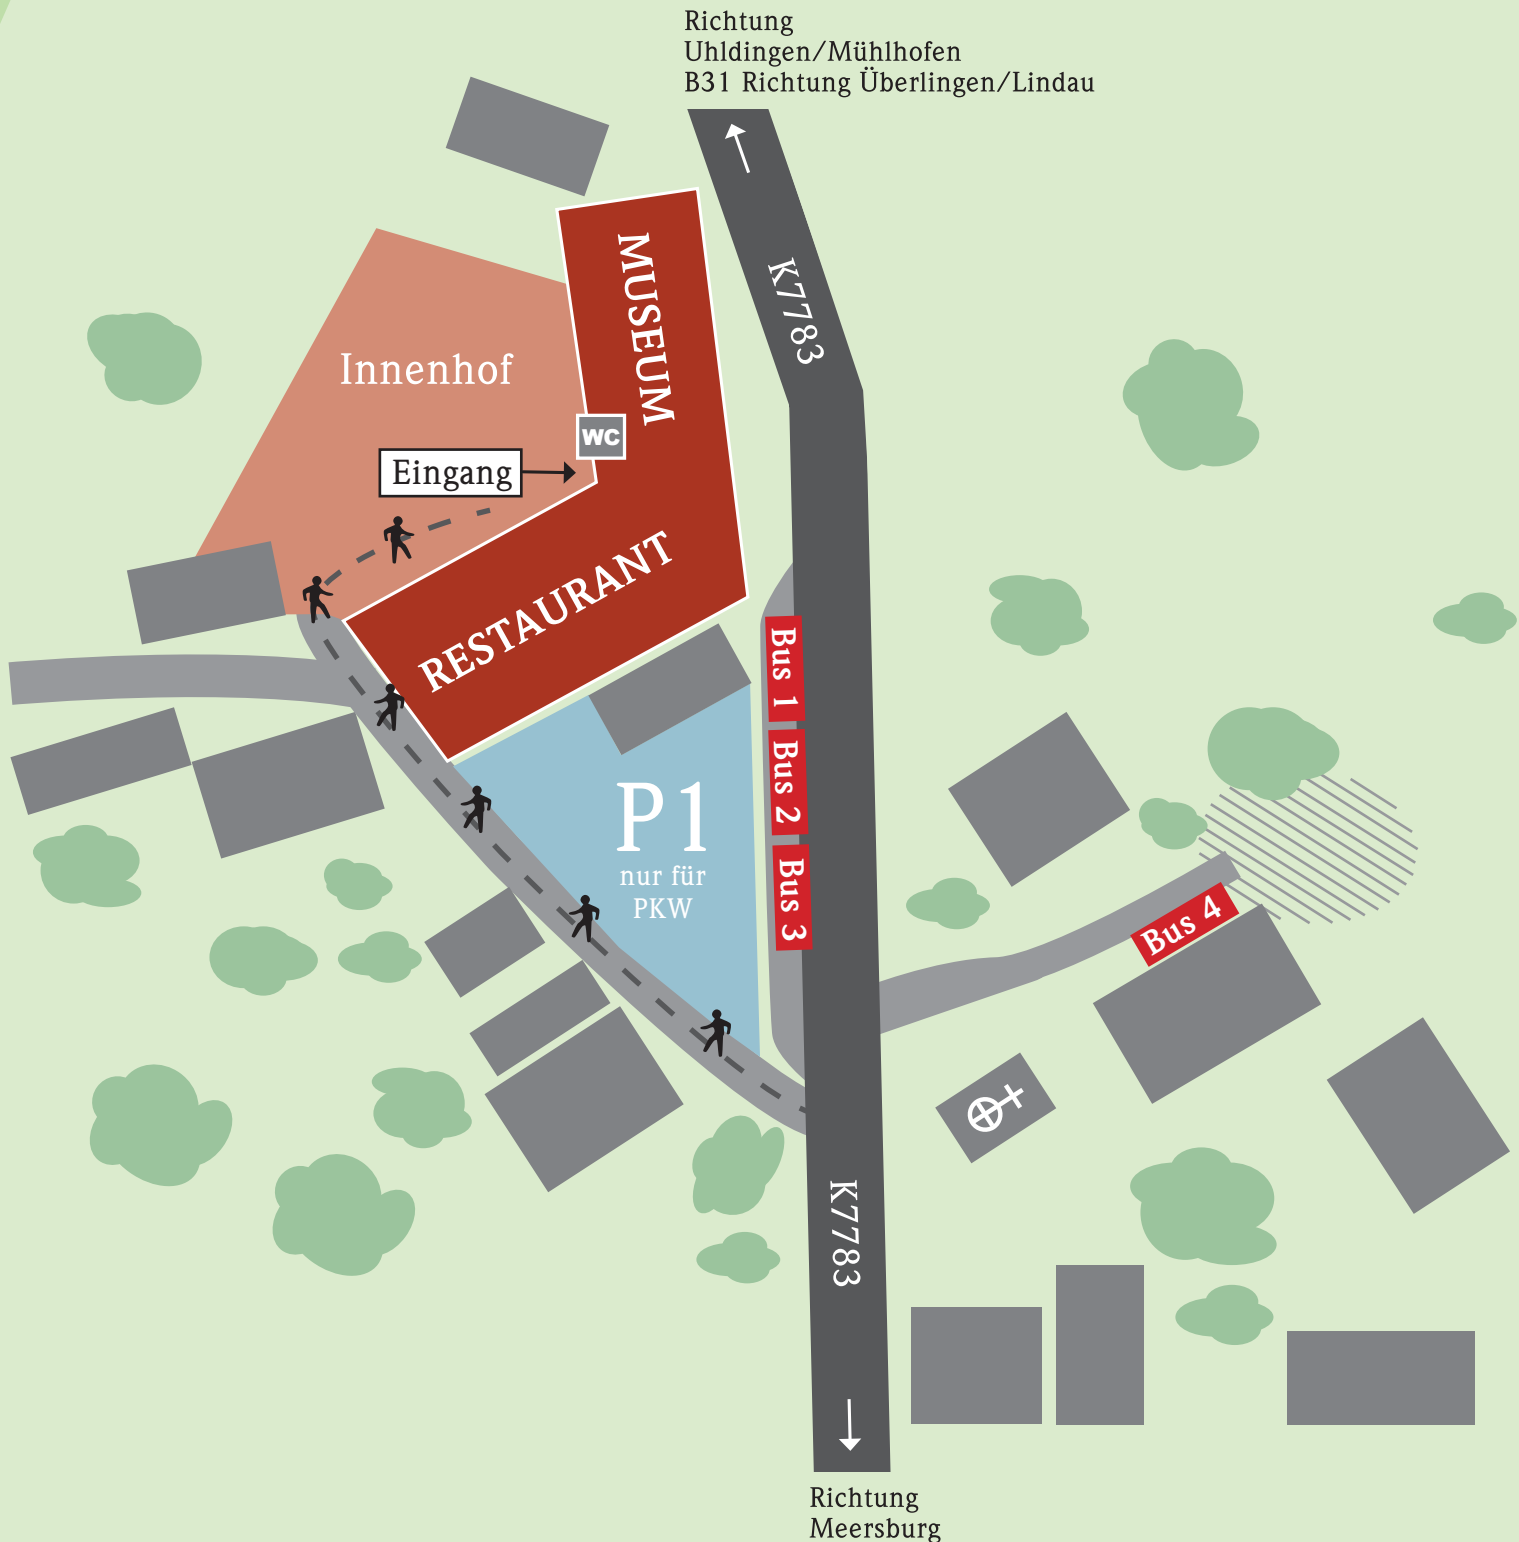 Richtung
Uhldingen/Mühlhofen
B31 Richtung Überlingen/Lindau
K7783
MUSEUM
Innenhof
WC
Eingang
RESTAURANT
Bus 1
Bus 2
Bus 3
P1
nur für
PKW
Bus 4
K7783
Richtung
Meersburg